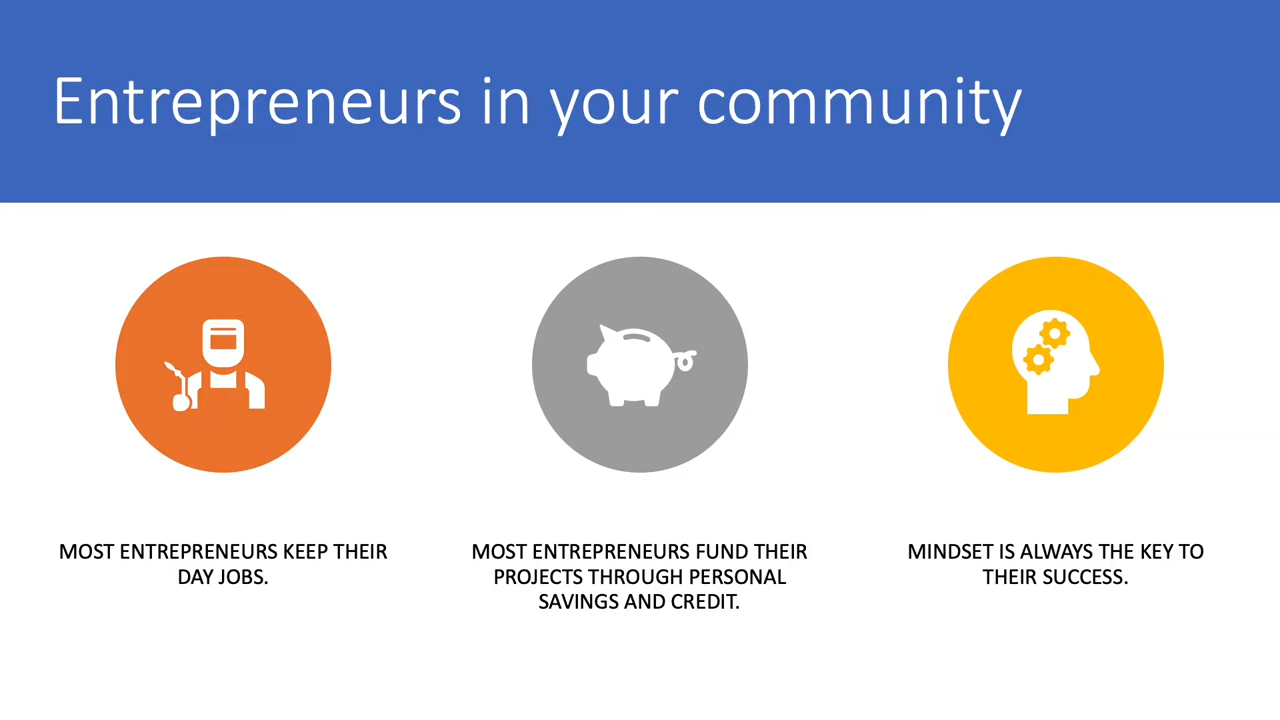 Entrepreneurs in your community
MOST ENTREPRENEURS KEEP THEIR
DAY JOBS.
MOST ENTREPRENEURS FUND THEIR
PROJECTS THROUGH PERSONAL
SAVINGS AND CREDIT.
MINDSET IS ALWAYS THE KEY TO
THEIR SUCCESS.